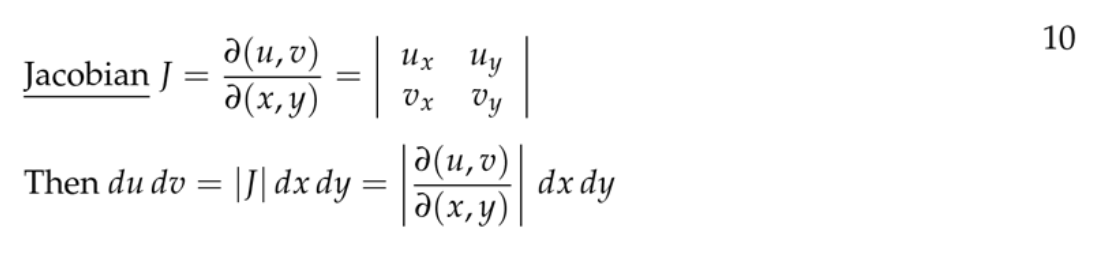 10
Jacobian J = ∂(u, v)/∂(x, y) = | u_x u_y |
| v_x v_y |
Then du dv = |J| dx dy = |∂(u, v)/∂(x, y)| dx dy